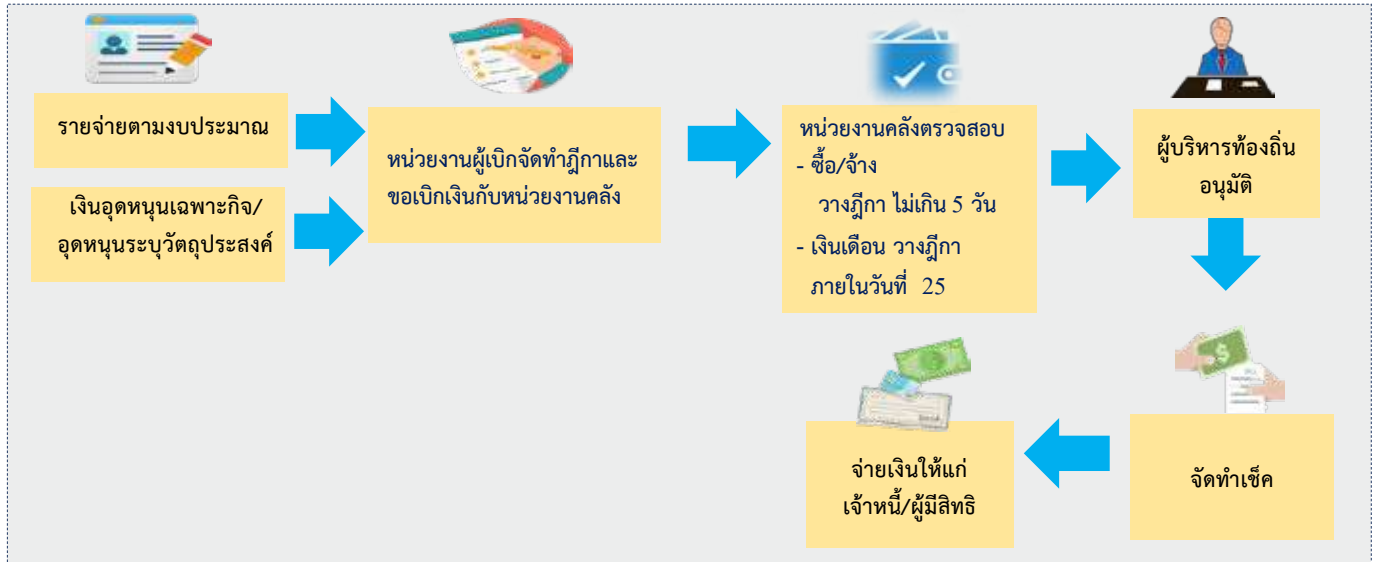 รายจ่ายตามงบประมาณ
เงินอุดหนุนเฉพาะกิจ/
อุดหนุนระบุวัตถุประสงค์
หน่วยงานผู้เบิกจัดทำฎีกาและ
ขอเบิกเงินกับหน่วยงานคลัง
หน่วยงานคลังตรวจสอบ
- ซื้อ/จ้าง
วางฎีกา ไม่เกิน 5 วัน
- เงินเดือน วางฎีกา
ภายในวันที่ 25
ผู้บริหารท้องถิ่น
อนุมัติ
จัดทำเช็ค
จ่ายเงินให้แก่
เจ้าหนี้/ผู้มีสิทธิ